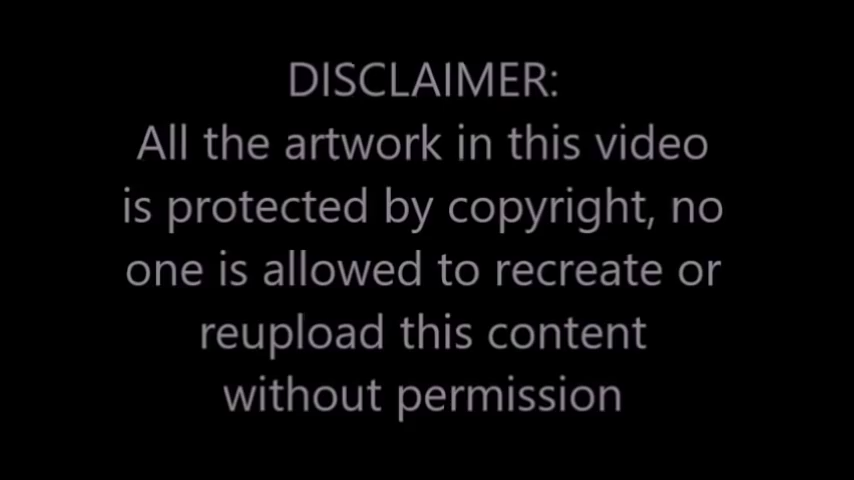 DISCLAIMER:
All the artwork in this video
is protected by copyright, no
one is allowed to recreate or
reupload this content
without permission